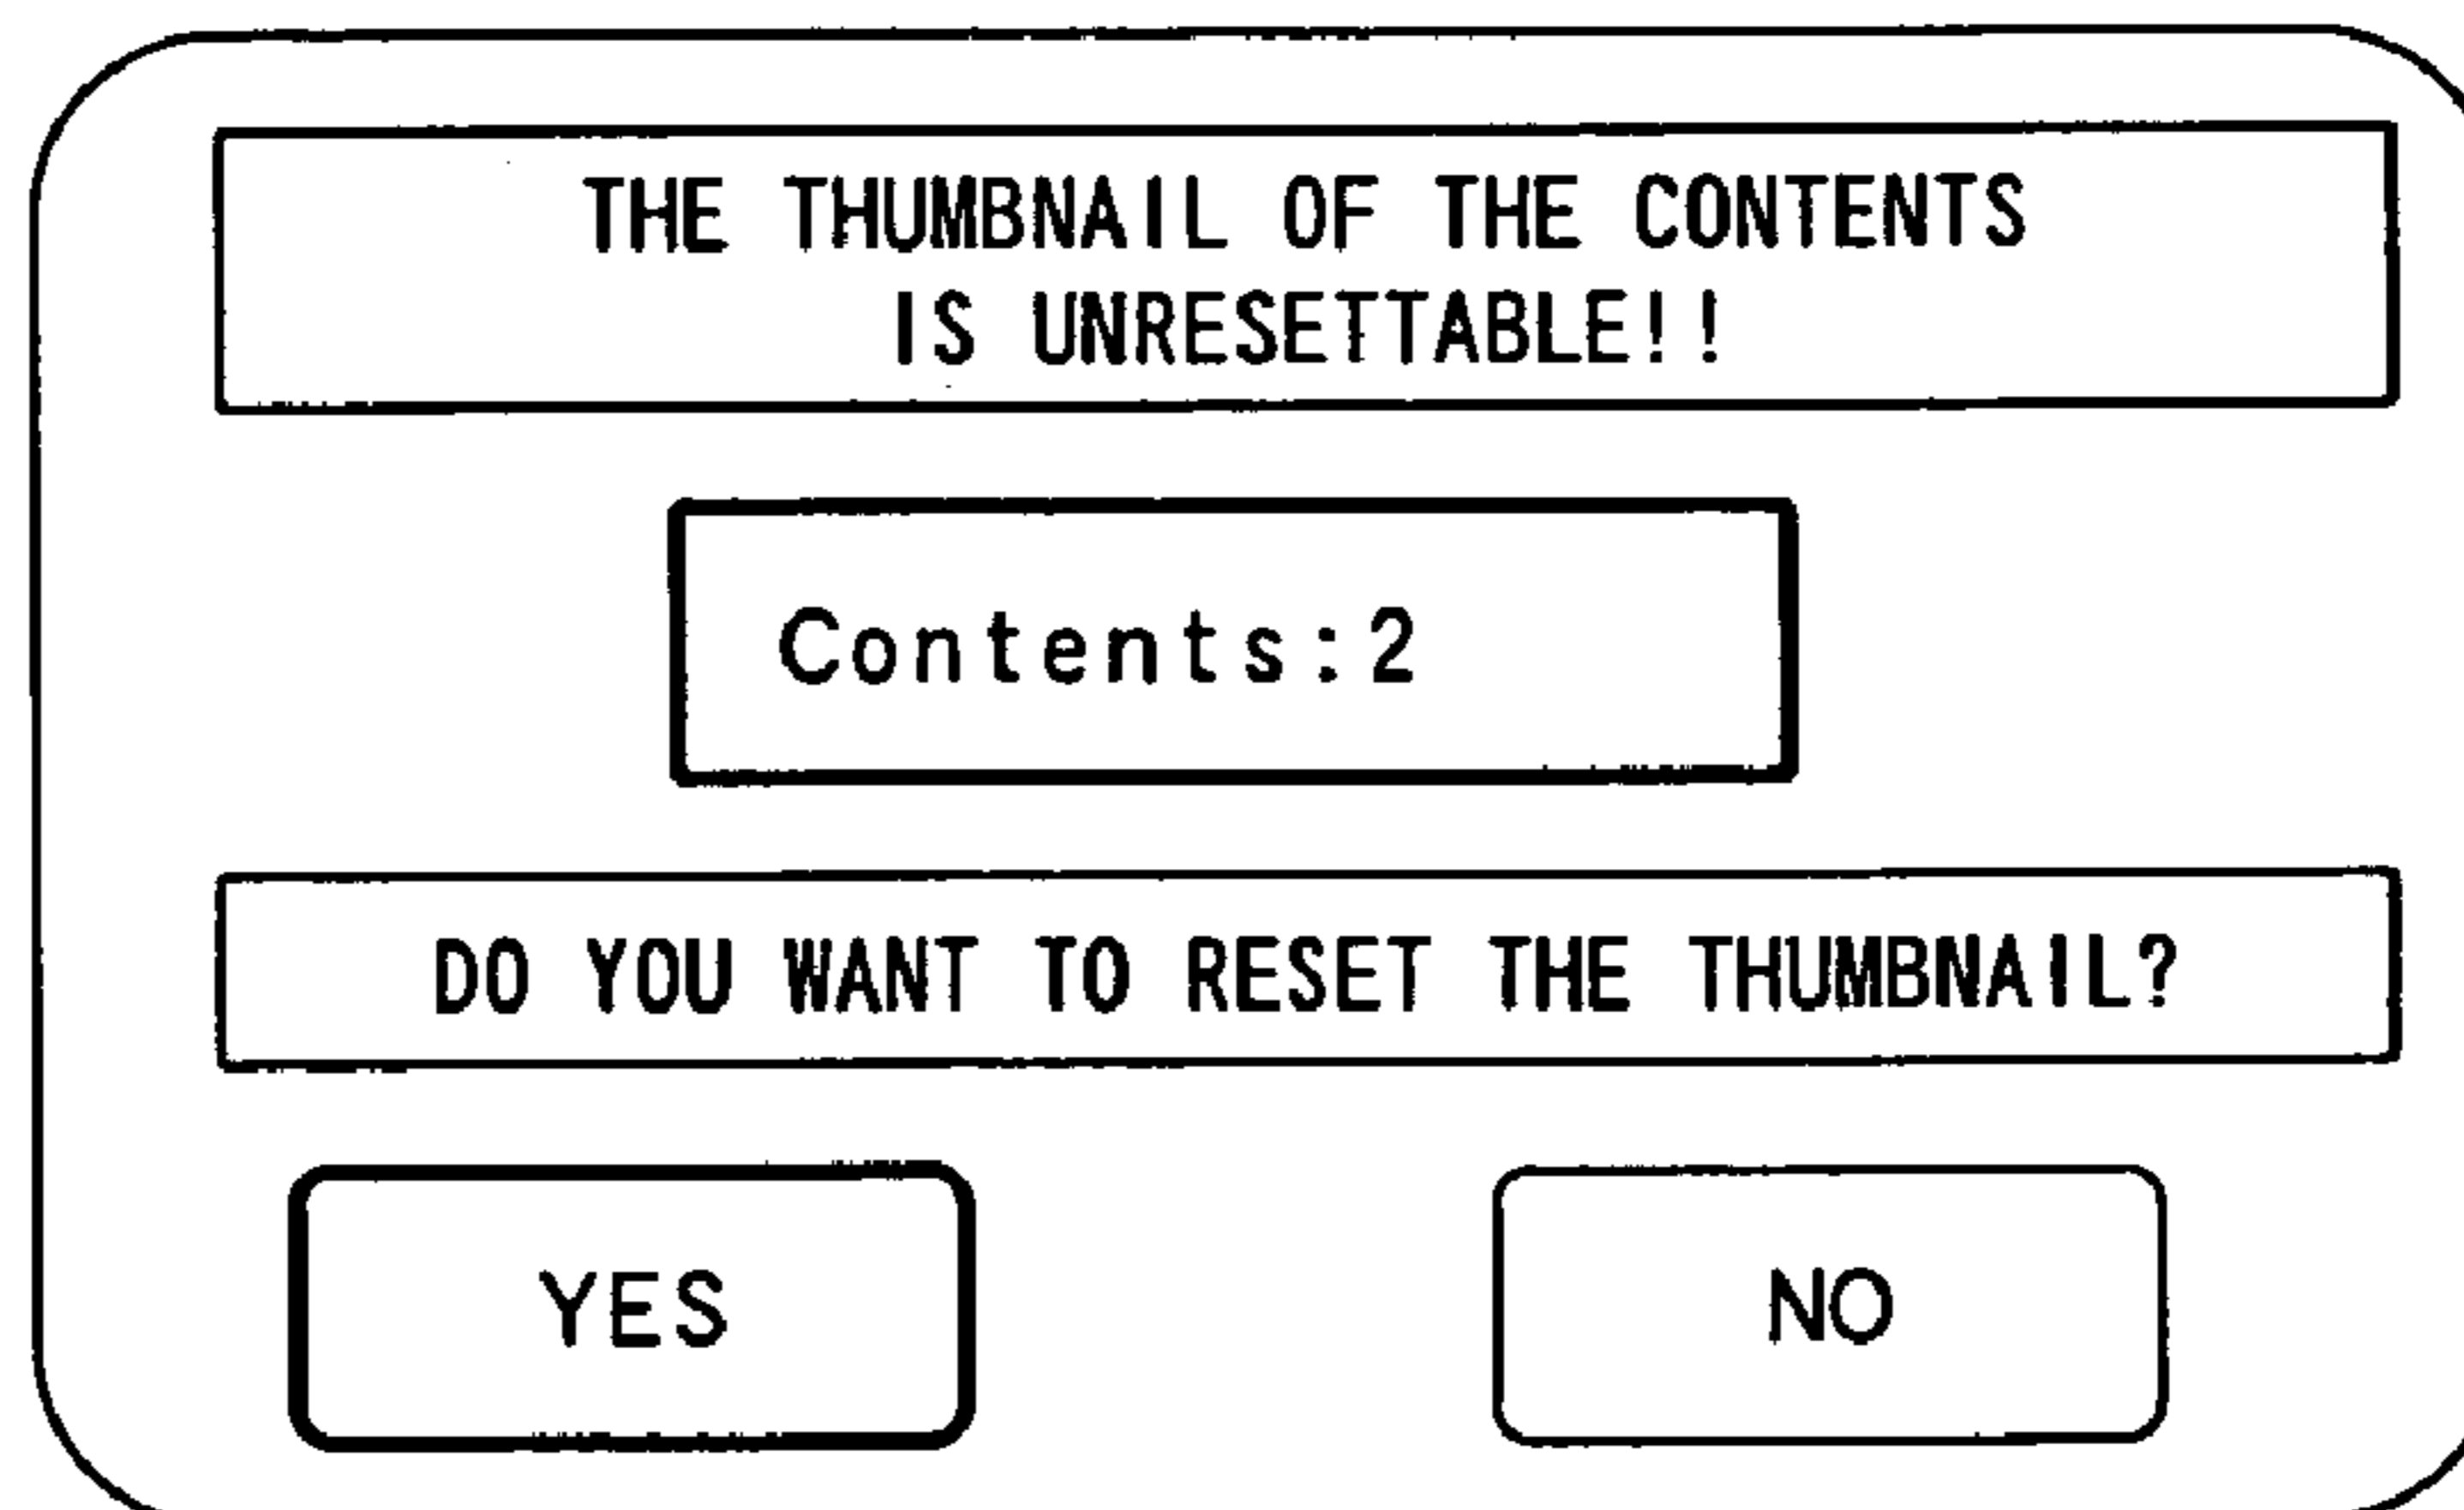 THE THUMBNAIL OF THE CONTENTS
IS UNRESETTABLE!!
Contents:2
DO YOU WANT TO RESET THE THUMBNAIL?
YES NO